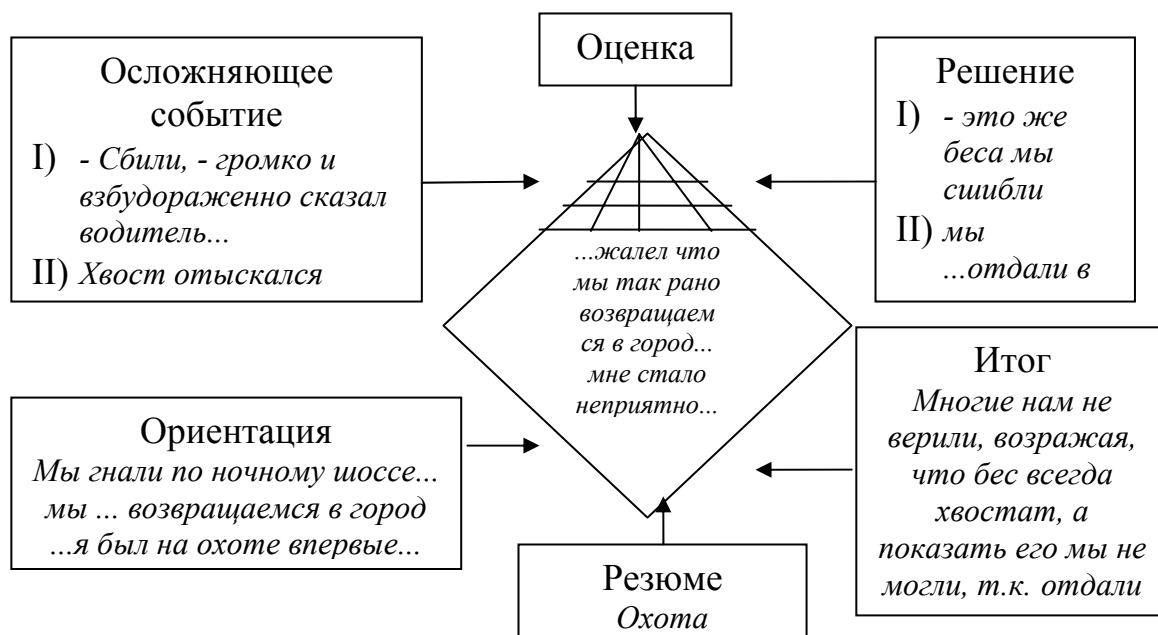 Оценка
Осложняющее
событие
I) - Сбили, - громко и
взбудораженно сказал
водитель...
II) Хвост отыскался
Решение
I) - это же
беса мы
сшибли
II) мы
...отдали в
...жалел что
мы так рано
возвращаем
ся в город...
мне стало
неприятно...
Ориентация
Мы гнали по ночному шоссе...
мы ... возвращаемся в город
...я был на охоте впервые...
Итог
Многие нам не
верили, возражая,
что бес всегда
хвостат, а
показать его мы не
могли, т.к. отдали
Резюме
Охота